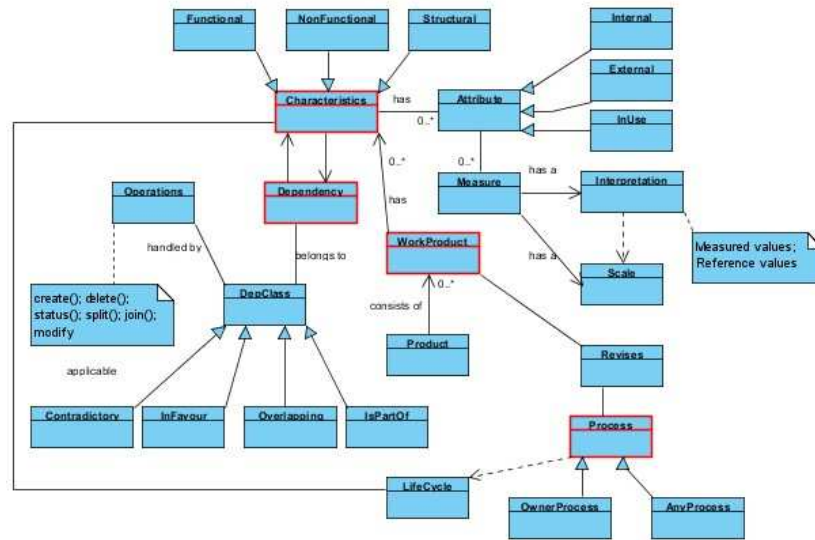 Functional
NonFunctional
Structural
Internal
External
InUse
Characteristics
has
0..*
Attribute
0..*
Measure
has a
Interpretation
Measured values;
Reference values
has a
Scale
Operations
Dependency
0..*
has
handled by
belongs to
WorkProduct
0..*
consists of
Product
create(); delete();
status(); split(); join();
modify
DepClass
applicable
Contradictory
InFavour
Overlapping
IsPartOf
Revises
Process
LifeCycle
OwnerProcess
AnyProcess